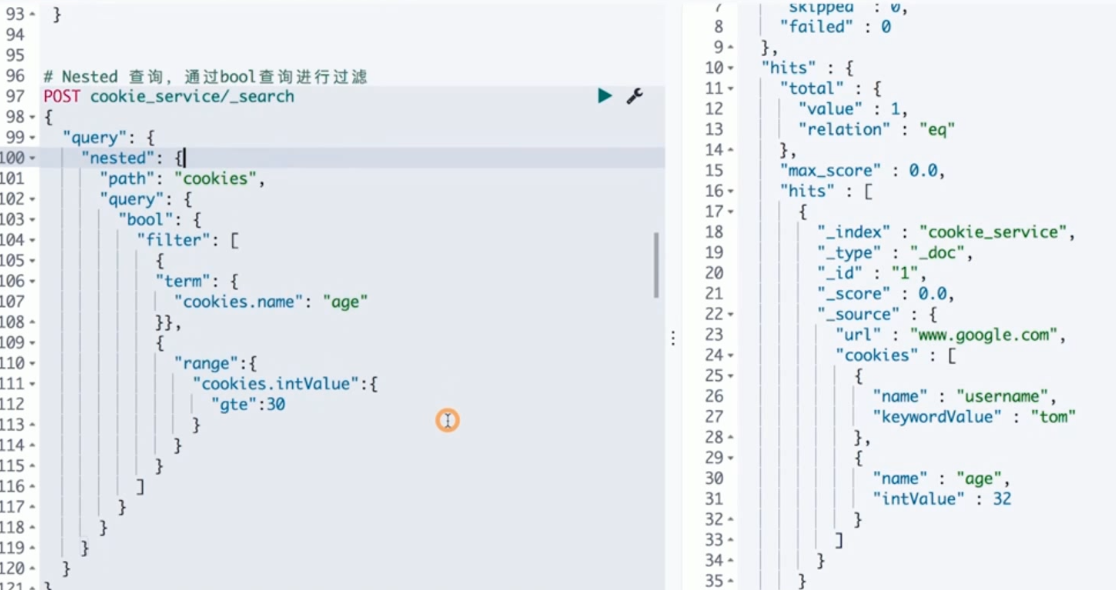 93 }
94
95
96 # Nested 查询，通过bool查询进行过滤
97 POST cookie_service/_search
98 {
99 "query": {
100 "nested": {
101 "path": "cookies",
102 "query": {
103 "bool": {
104 "filter": [
105 {
106 "term": {
107 "cookies.name": "age"
108 }},
109 {
110 "range":{
111 "cookies.intValue":{
112 "gte":30
113 }
114 }
115 }
116 ]
117 }
118 }
119 }
120 }
121 }
7 "skipped" : 0,
8 "failed" : 0
9 },
10 "hits" : {
11 "total" : {
12 "value" : 1,
13 "relation" : "eq"
14 },
15 "max_score" : 0.0,
16 "hits" : [
17 {
18 "_index" : "cookie_service",
19 "_type" : "_doc",
20 "_id" : "1",
21 "_score" : 0.0,
22 "_source" : {
23 "url" : "www.google.com",
24 "cookies" : [
25 {
26 "name" : "username",
27 "keywordValue" : "tom"
28 },
29 {
30 "name" : "age",
31 "intValue" : 32
32 }
33 ]
34 }
35 }